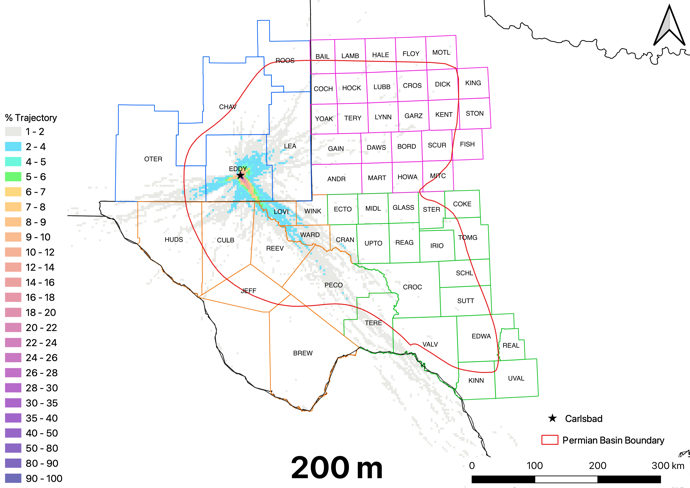 ROOS
BAIL LAMB HALE FLOY MOTL
COCH HOCK LUBB CROS DICK KING
CHAV
YOAK TERY LYNN GARZ KENT STON
% Trajectory
1 - 2
2 - 4
4 - 5
5 - 6
6 - 7
7 - 8
8 - 9
9 - 10
10 - 12
12 - 14
14 - 16
16 - 18
18 - 20
20 - 22
22 - 24
24 - 26
26 - 28
28 - 30
30 - 35
35 - 40
40 - 50
50 - 80
80 - 90
90 - 100
OTER
LEA
GAIN DAWS BORD SCUR FISH
EDDY
ANDR MART HOWA MITC
LOVI WINK ECTO MIDL GLASS STER COKE
HUDS CULB REEV WARD CRAN UPTO REAG IRIO TOMG
JEFF PECO CROC SCHL
SUTT
TERE
BREW VALV EDWA REAL
KINN UVAL
Carlsbad
Permian Basin Boundary
200 m
0 100 200 300 km